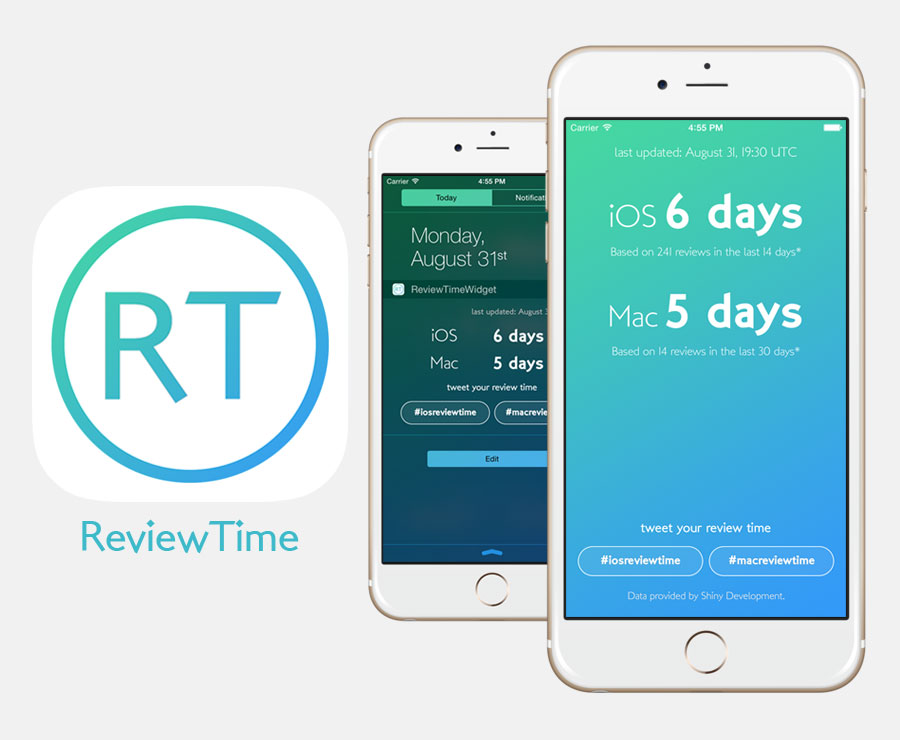 RT
ReviewTime
Carrier 4:55 PM
Today Notificat
Monday,
August 31st
ReviewTimeWidget
last updated: August 3
iOS 6 days
Mac 5 days
tweet your review time
#iosreviewtime #macrevie
Edit
Carrier 4:55 PM
last updated: August 31, 19:30 UTC
iOS 6 days
Based on 241 reviews in the last 14 days*
Mac 5 days
Based on 14 reviews in the last 30 days*
tweet your review time
#iosreviewtime #macreviewtime
Data provided by Shiny Development.